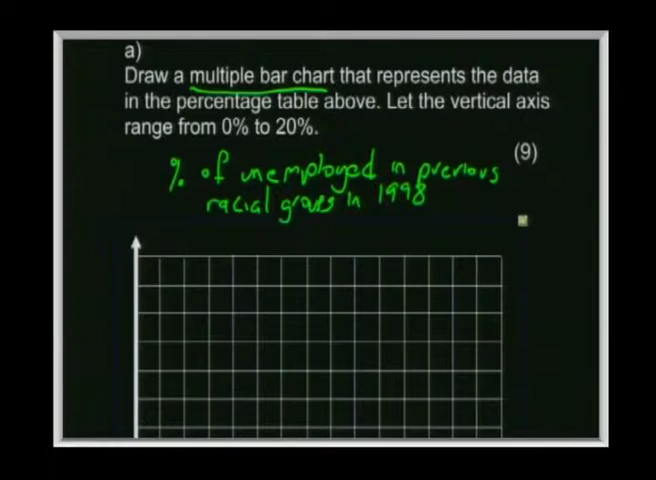 a)
Draw a multiple bar chart that represents the data
in the percentage table above. Let the vertical axis
range from 0% to 20%.
(9)
% of unemployed in previous
racial groups in 1998